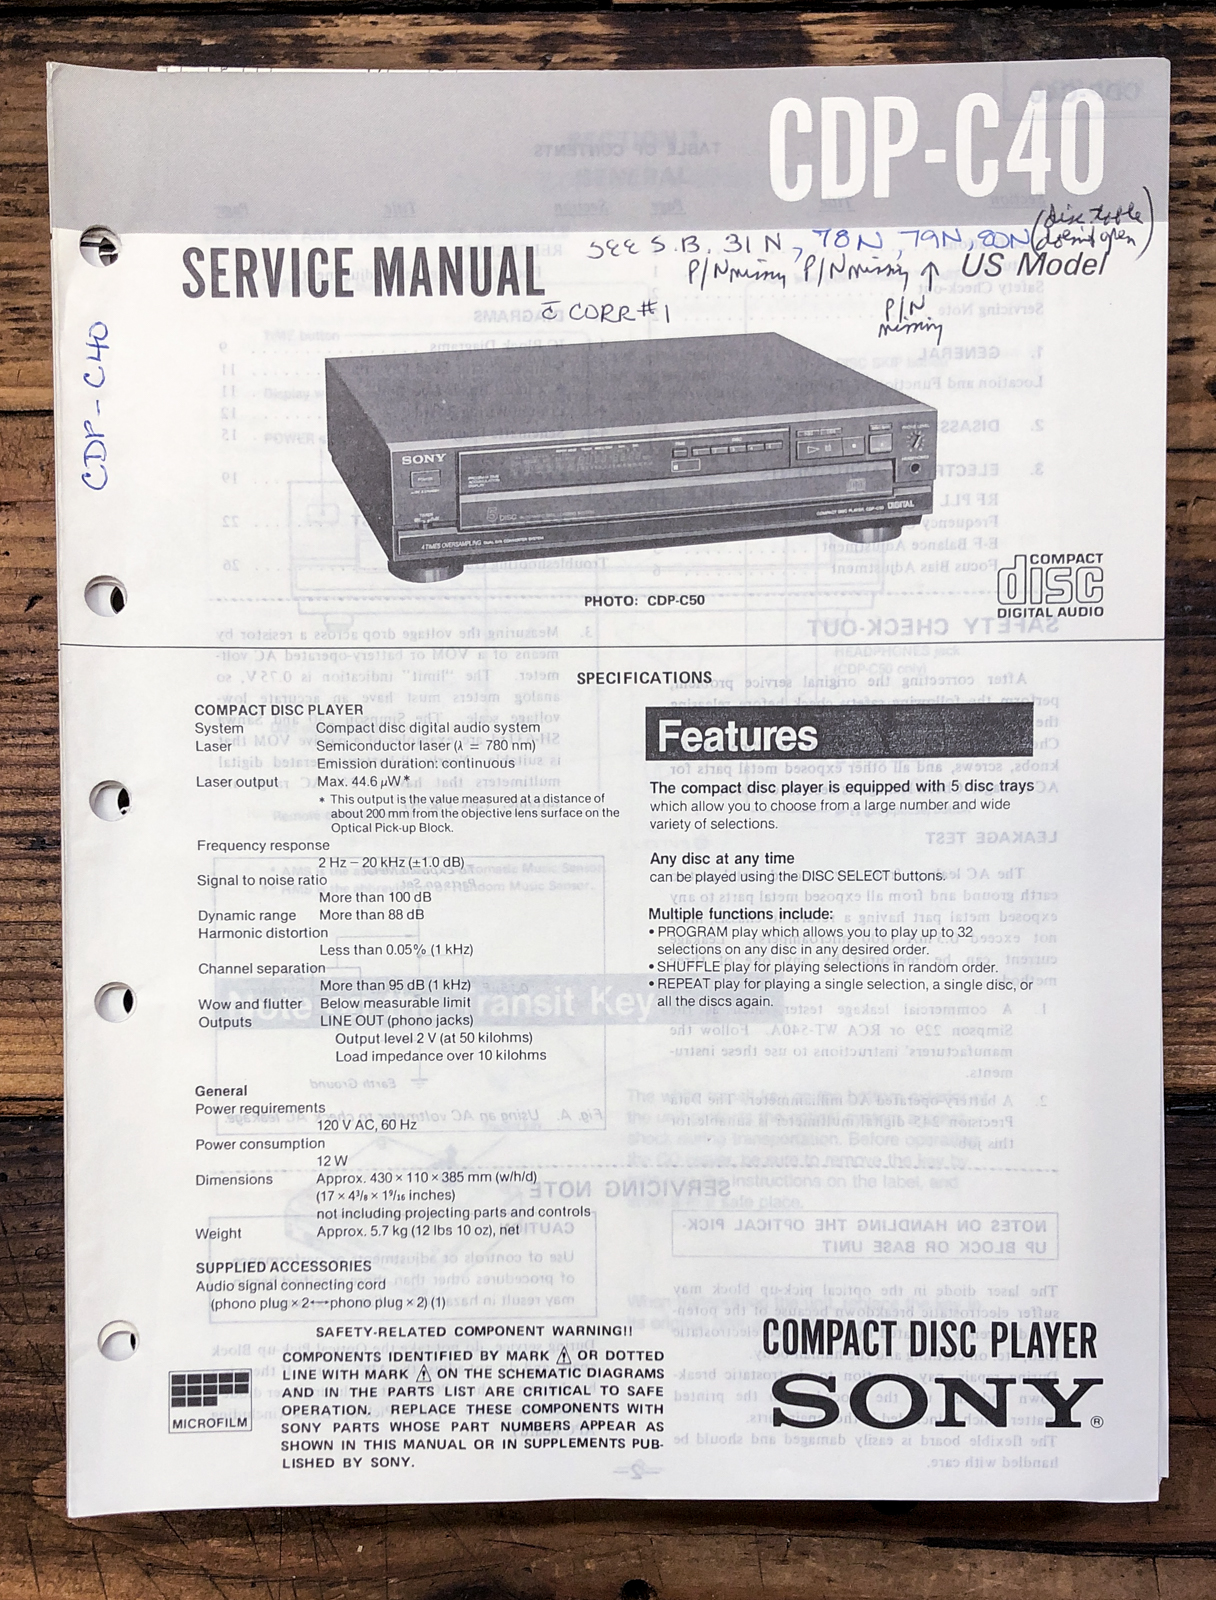 CDP-C40
SEE S.B. 31N, 78N, 79N, 80N (disc table doesn't open)
P/N missing P/N missing ↑
P/N missing
SERVICE MANUAL
US Model
c̄ CORR#1
CDP-C40
SONY
POWER
DISC
4 TIMES OVERSAMPLING
DIGITAL
PHOTO: CDP-C50
COMPACT
disc
DIGITAL AUDIO
SPECIFICATIONS
COMPACT DISC PLAYER
System Compact disc digital audio system
Laser Semiconductor laser (λ = 780 nm)
Emission duration: continuous
Laser output Max. 44.6 μW*
* This output is the value measured at a distance of
about 200 mm from the objective lens surface on the
Optical Pick-up Block.
Frequency response
2 Hz – 20 kHz (±1.0 dB)
Signal to noise ratio
More than 100 dB
Dynamic range More than 88 dB
Harmonic distortion
Less than 0.05% (1 kHz)
Channel separation
More than 95 dB (1 kHz)
Wow and flutter Below measurable limit
Outputs LINE OUT (phono jacks)
Output level 2 V (at 50 kilohms)
Load impedance over 10 kilohms
General
Power requirements
120 V AC, 60 Hz
Power consumption
12 W
Dimensions Approx. 430 × 110 × 385 mm (w/h/d)
(17 × 4³/₈ × 1⁹/₁₆ inches)
not including projecting parts and controls
Weight Approx. 5.7 kg (12 lbs 10 oz), net
SUPPLIED ACCESSORIES
Audio signal connecting cord
(phono plug × 2↔phono plug × 2) (1)
Features
The compact disc player is equipped with 5 disc trays
which allow you to choose from a large number and wide
variety of selections.
Any disc at any time
can be played using the DISC SELECT buttons.
Multiple functions include:
• PROGRAM play which allows you to play up to 32
selections on any disc in any desired order.
• SHUFFLE play for playing selections in random order.
• REPEAT play for playing a single selection, a single disc, or
all the discs again.
SAFETY-RELATED COMPONENT WARNING!!
COMPONENTS IDENTIFIED BY MARK ⚠ OR DOTTED
LINE WITH MARK ⚠ ON THE SCHEMATIC DIAGRAMS
AND IN THE PARTS LIST ARE CRITICAL TO SAFE
OPERATION. REPLACE THESE COMPONENTS WITH
SONY PARTS WHOSE PART NUMBERS APPEAR AS
SHOWN IN THIS MANUAL OR IN SUPPLEMENTS PUB-
LISHED BY SONY.
MICROFILM
COMPACT DISC PLAYER
SONY®